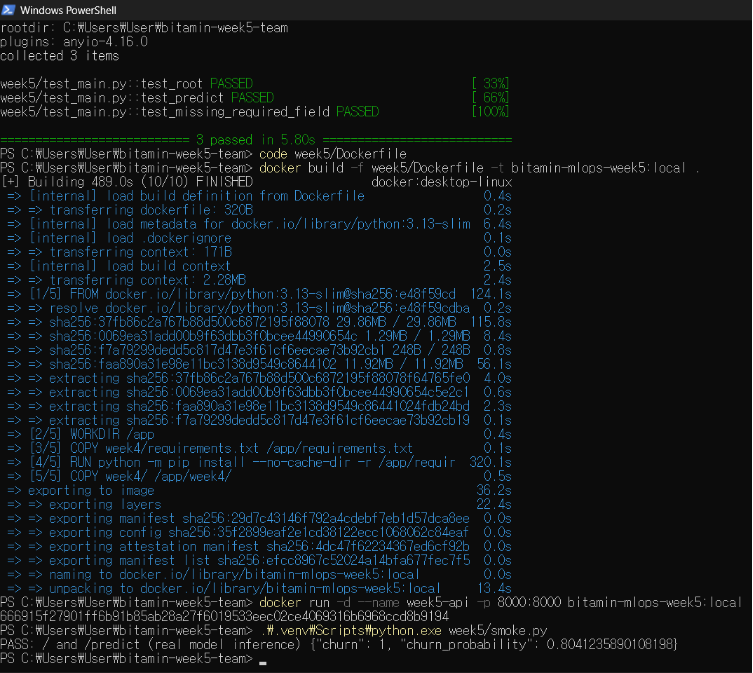 Windows PowerShell
rootdir: C:₩Users₩User₩bitamin-week5-team
plugins: anyio-4.16.0
collected 3 items
week5/test_main.py::test_root PASSED [ 33%]
week5/test_main.py::test_predict PASSED [ 66%]
week5/test_main.py::test_missing_required_field PASSED [100%]
=========================== 3 passed in 5.80s ===========================
PS C:₩Users₩User₩bitamin-week5-team> code week5/Dockerfile
PS C:₩Users₩User₩bitamin-week5-team> docker build -f week5/Dockerfile -t bitamin-mlops-week5:local .
[+] Building 489.0s (10/10) FINISHED docker:desktop-linux
=> [internal] load build definition from Dockerfile 0.4s
=> => transferring dockerfile: 320B 0.2s
=> [internal] load metadata for docker.io/library/python:3.13-slim 6.4s
=> [internal] load .dockerignore 0.1s
=> => transferring context: 171B 0.0s
=> [internal] load build context 2.5s
=> => transferring context: 2.28MB 2.4s
=> [1/5] FROM docker.io/library/python:3.13-slim@sha256:e48f59cd 124.1s
=> => resolve docker.io/library/python:3.13-slim@sha256:e48f59cdba 0.2s
=> => sha256:37fb86c2a767b88d500c6872195f88078 29.86MB / 29.86MB 115.8s
=> => sha256:0069ea31add00b9f63dbb3f0bcee44990654c 1.29MB / 1.29MB 8.4s
=> => sha256:f7a79299dedd5c817d47e3f61cf6eecae73b92cb1 248B / 248B 0.8s
=> => sha256:faa890a31e98e11bc3138d9549c8644102 11.92MB / 11.92MB 56.1s
=> => extracting sha256:37fb86c2a767b88d500c6872195f88078f64765fe0 4.0s
=> => extracting sha256:0069ea31add00b9f63dbb3f0bcee44990654c5e2c1 0.6s
=> => extracting sha256:faa890a31e98e11bc3138d9549c86441024fdb24bd 2.3s
=> => extracting sha256:f7a79299dedd5c817d47e3f61cf6eecae73b92cb19 0.1s
=> [2/5] WORKDIR /app 0.4s
=> [3/5] COPY week4/requirements.txt /app/requirements.txt 0.1s
=> [4/5] RUN python -m pip install --no-cache-dir -r /app/requir 320.1s
=> [5/5] COPY week4/ /app/week4/ 0.5s
=> exporting to image 36.2s
=> => exporting layers 22.4s
=> => exporting manifest sha256:29d7c43146f792a4cdebf7eb1d57dca8ee 0.0s
=> => exporting config sha256:35f2899eaf2e1cd38122ecc1068062c84eaf 0.0s
=> => exporting attestation manifest sha256:4dc47f62234367ed6cf92b 0.0s
=> => exporting manifest list sha256:efcc8967c52024a14bfa677fec7f5 0.0s
=> => naming to docker.io/library/bitamin-mlops-week5:local 0.0s
=> => unpacking to docker.io/library/bitamin-mlops-week5:local 13.4s
PS C:₩Users₩User₩bitamin-week5-team> docker run -d --name week5-api -p 8000:8000 bitamin-mlops-week5:local
666915f27901ff6b91b85ab28a27f6019533eec02ce4069316b6968ccd8b9194
PS C:₩Users₩User₩bitamin-week5-team> .₩.venv₩Scripts₩python.exe week5/smoke.py
PASS: / and /predict (real model inference) {"churn": 1, "churn_probability": 0.8041235890108198}
PS C:₩Users₩User₩bitamin-week5-team>